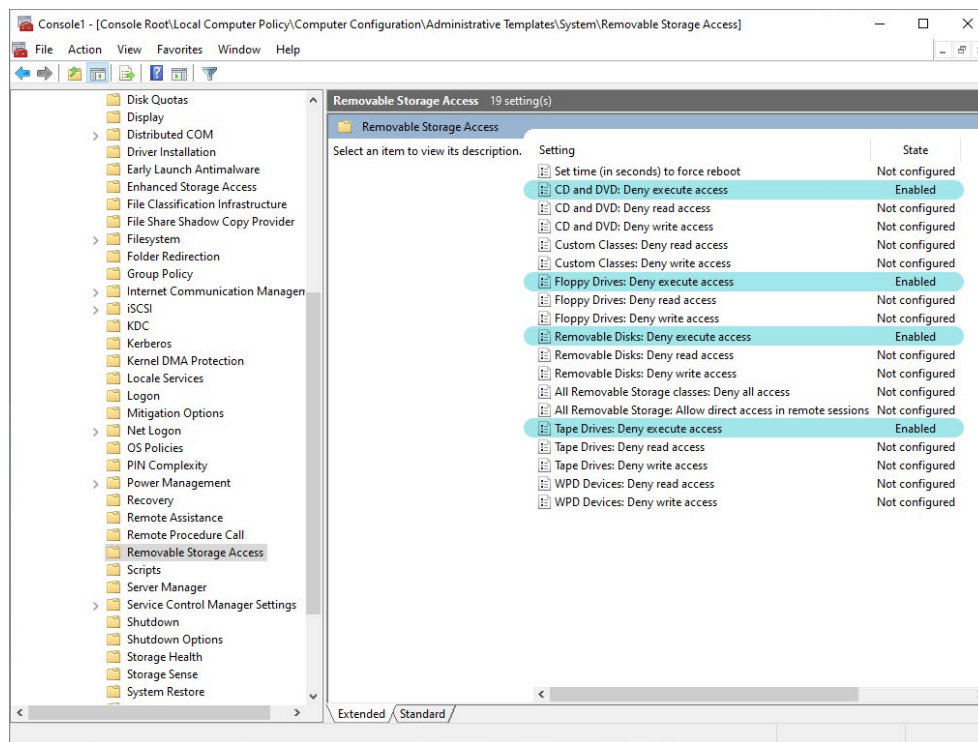 Console1 - [Console Root\Local Computer Policy\Computer Configuration\Administrative Templates\System\Removable Storage Access]
File Action View Favorites Window Help
Disk Quotas
Display
Distributed COM
Driver Installation
Early Launch Antimalware
Enhanced Storage Access
File Classification Infrastructure
File Share Shadow Copy Provider
Filesystem
Folder Redirection
Group Policy
Internet Communication Managem
iSCSI
KDC
Kerberos
Kernel DMA Protection
Locale Services
Logon
Mitigation Options
Net Logon
OS Policies
PIN Complexity
Power Management
Recovery
Remote Assistance
Remote Procedure Call
Removable Storage Access
Scripts
Server Manager
Service Control Manager Settings
Shutdown
Shutdown Options
Storage Health
Storage Sense
System Restore
Removable Storage Access 19 setting(s)
Removable Storage Access
Select an item to view its description.
Setting State
Set time (in seconds) to force reboot Not configured
CD and DVD: Deny execute access Enabled
CD and DVD: Deny read access Not configured
CD and DVD: Deny write access Not configured
Custom Classes: Deny read access Not configured
Custom Classes: Deny write access Not configured
Floppy Drives: Deny execute access Enabled
Floppy Drives: Deny read access Not configured
Floppy Drives: Deny write access Not configured
Removable Disks: Deny execute access Enabled
Removable Disks: Deny read access Not configured
Removable Disks: Deny write access Not configured
All Removable Storage classes: Deny all access Not configured
All Removable Storage: Allow direct access in remote sessions Not configured
Tape Drives: Deny execute access Enabled
Tape Drives: Deny read access Not configured
Tape Drives: Deny write access Not configured
WPD Devices: Deny read access Not configured
WPD Devices: Deny write access Not configured
Extended Standard